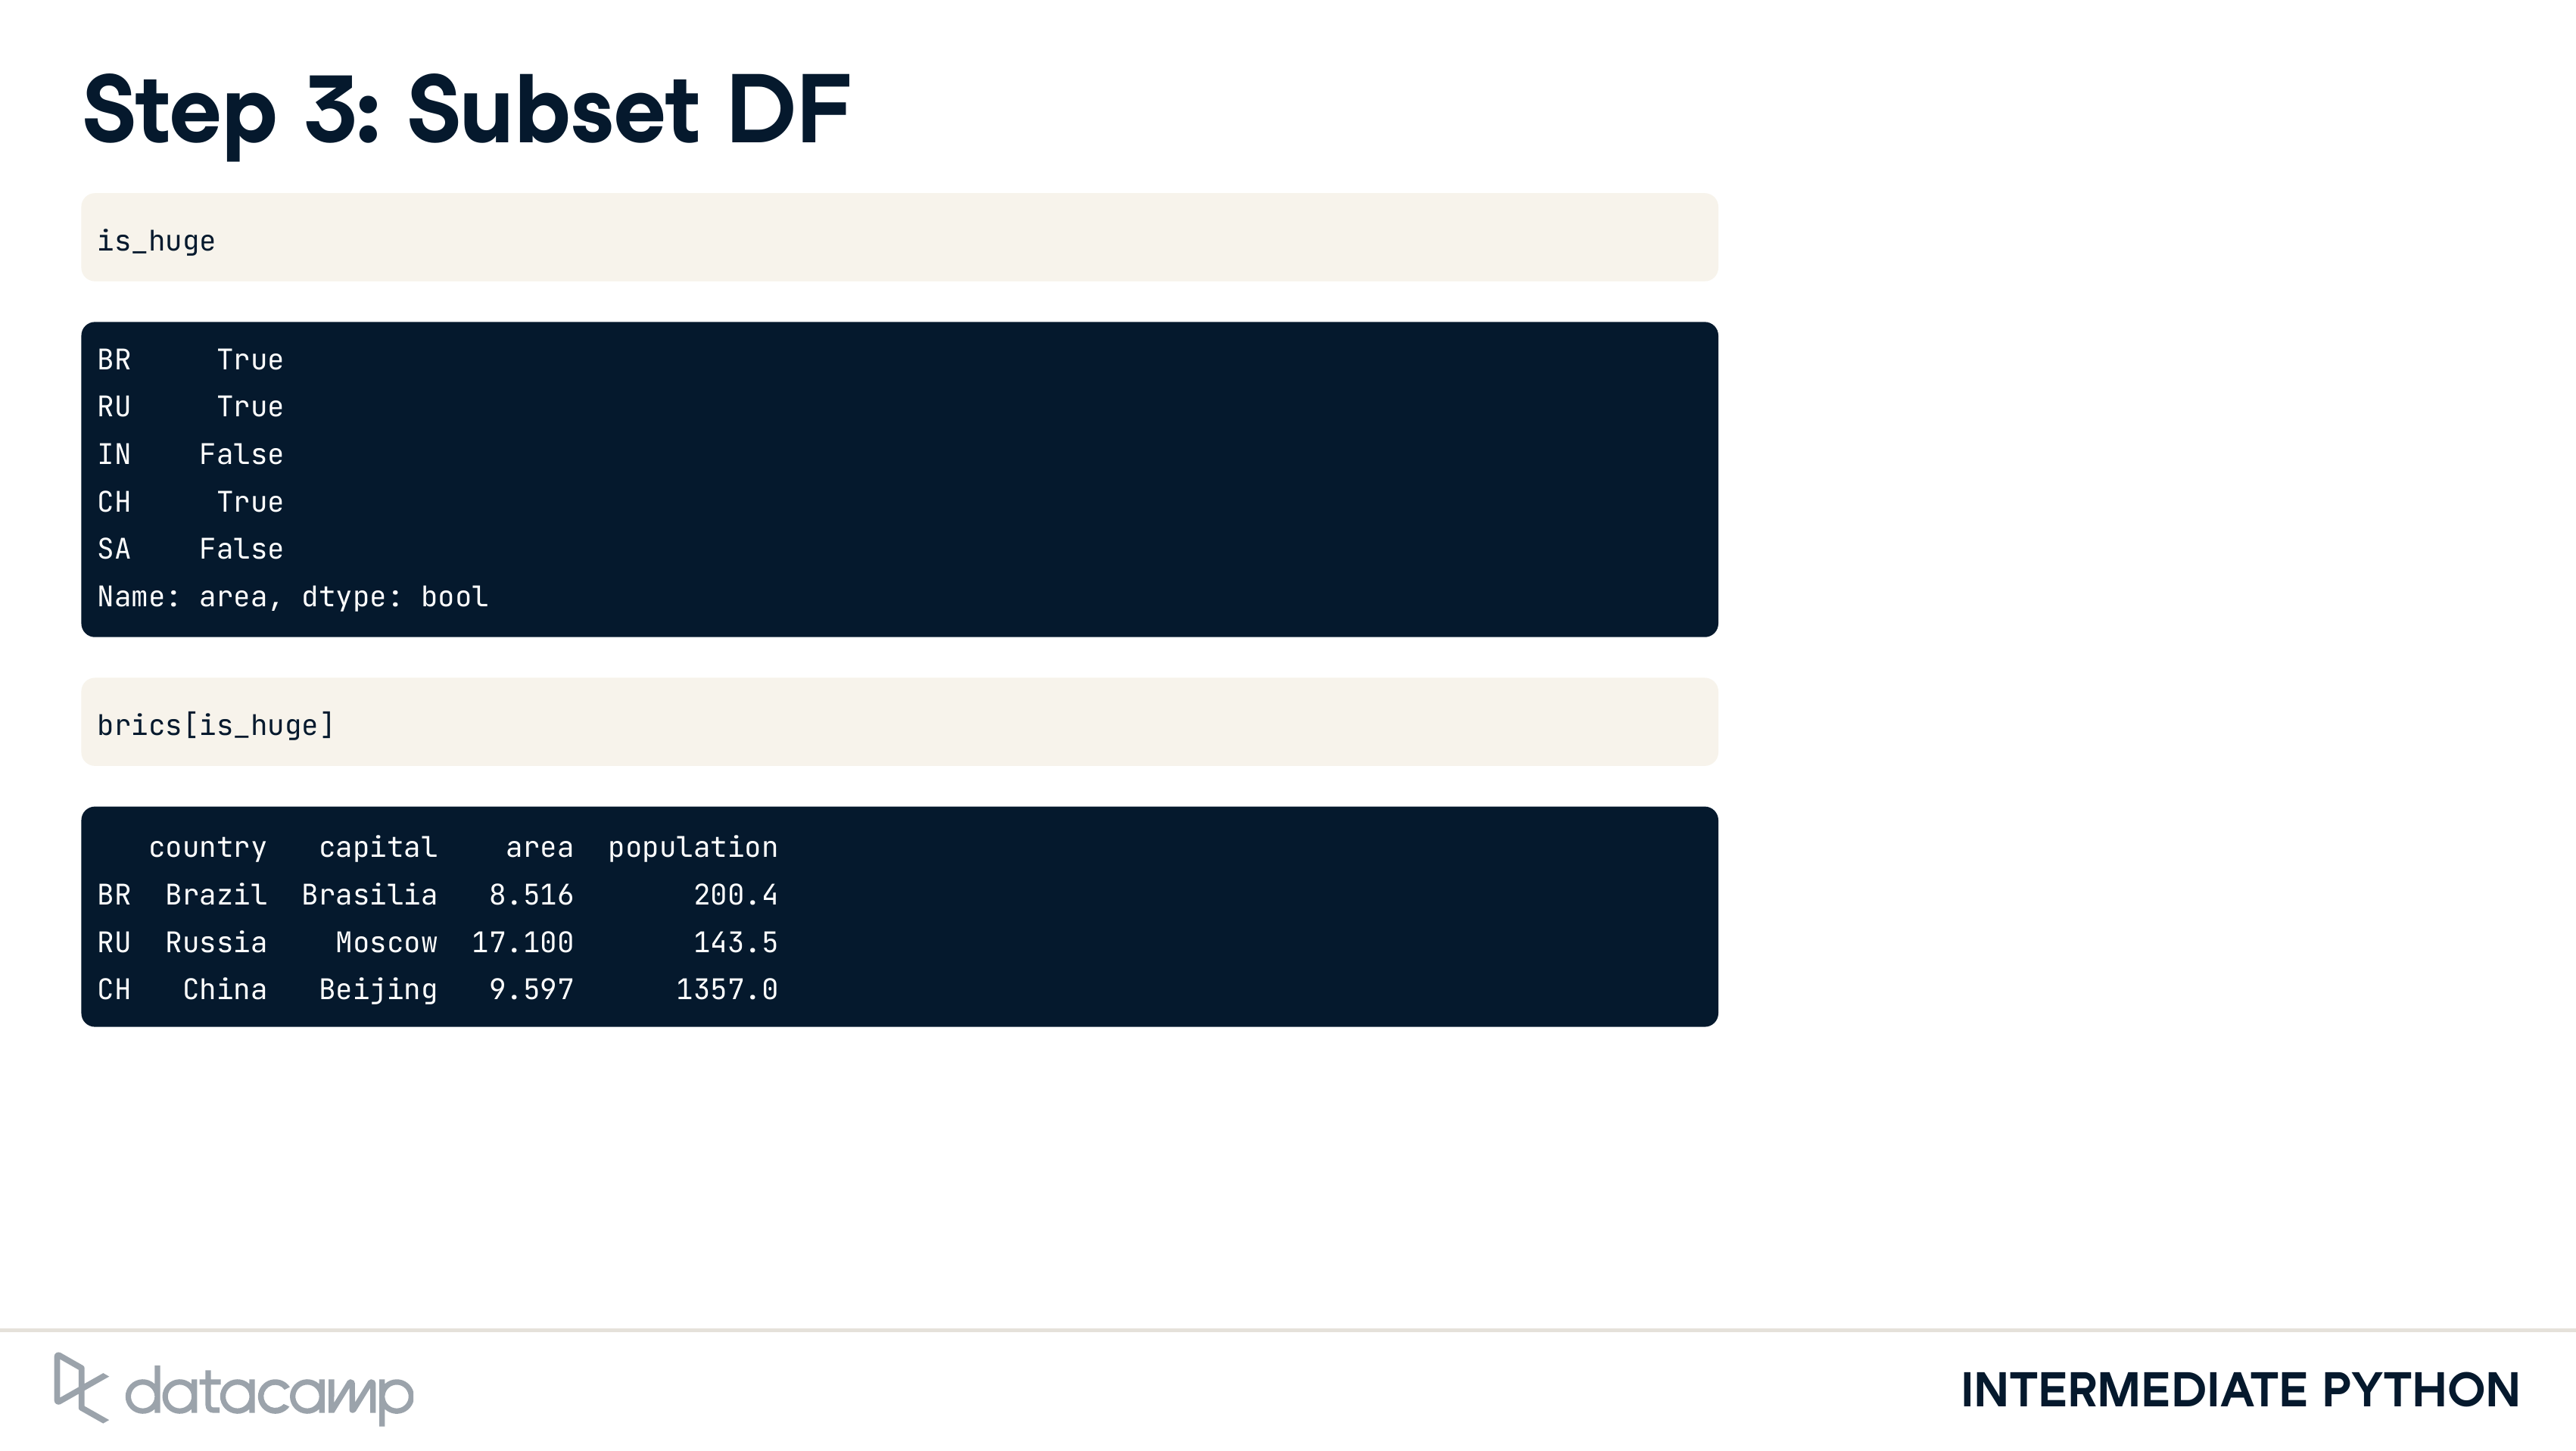 Step 3: Subset DF
is_huge
BR     True
RU     True
IN    False
CH     True
SA    False
Name: area, dtype: bool
brics[is_huge]
   country   capital    area  population
BR  Brazil  Brasilia   8.516       200.4
RU  Russia    Moscow  17.100       143.5
CH   China   Beijing   9.597      1357.0
datacamp
INTERMEDIATE PYTHON